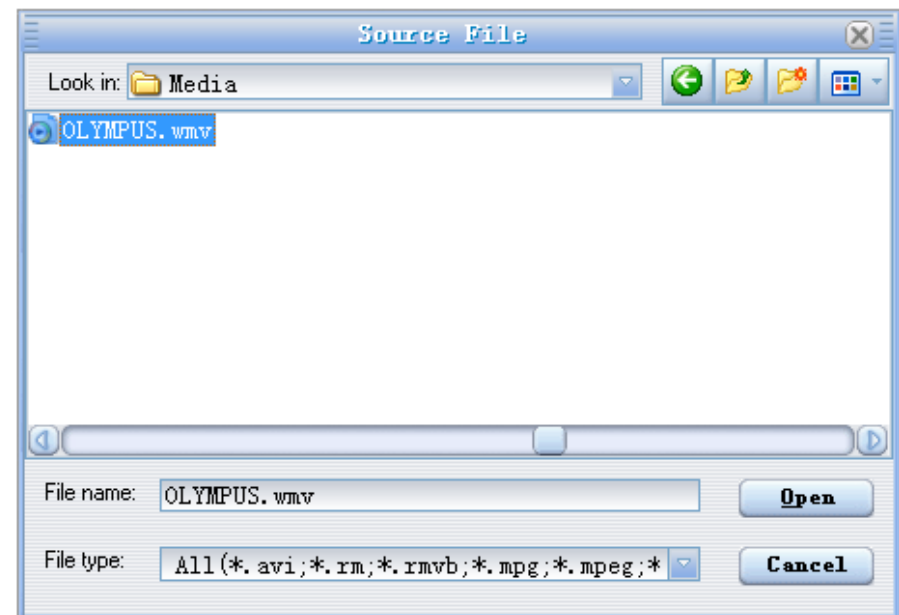 Source File
Look in: Media
OLYMPUS.wmv
File name: OLYMPUS.wmv
Open
File type: All(*.avi;*.rm;*.rmvb;*.mpg;*.mpeg;*
Cancel